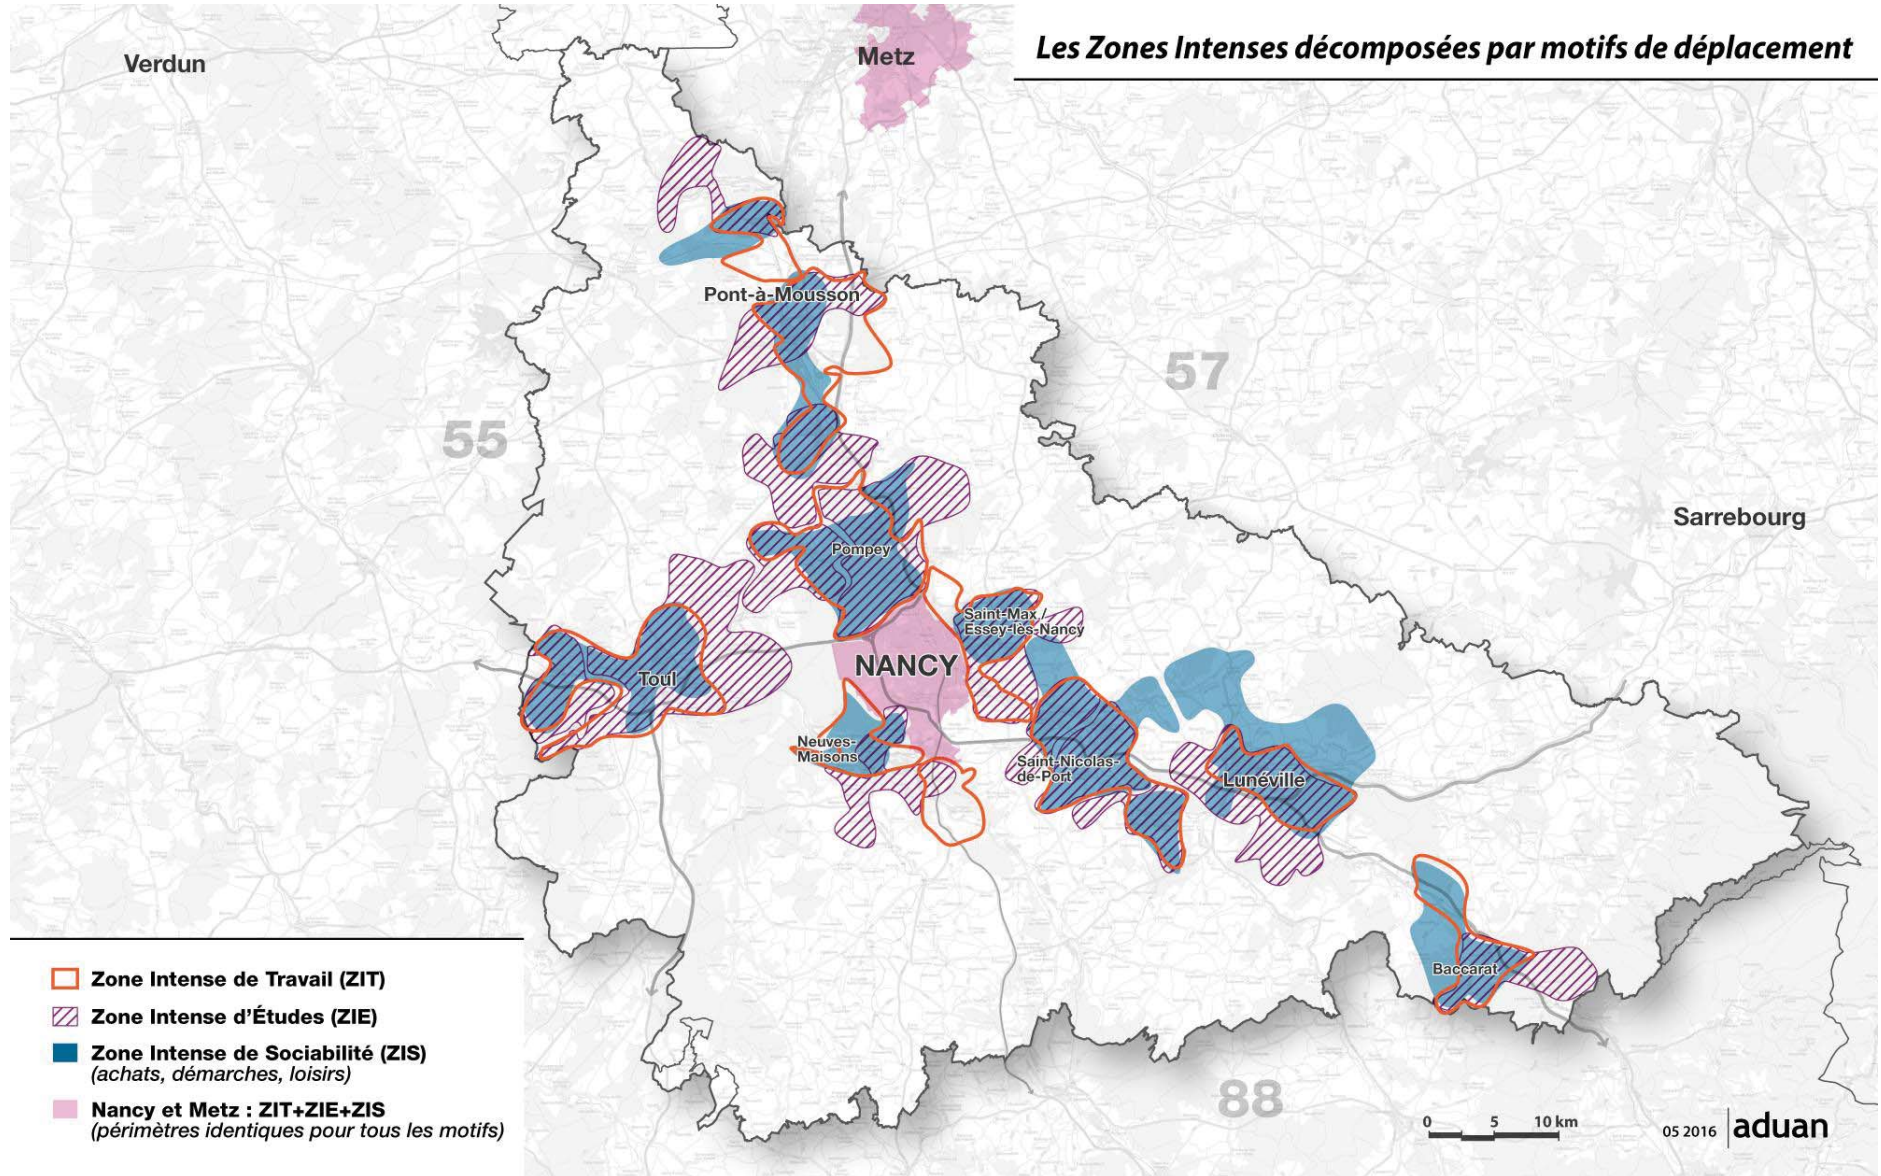 Les Zones Intenses décomposées par motifs de déplacement
Verdun
Metz
Pont-à-Mousson
57
55
Sarrebourg
Pompey
Saint-Max /
Essey-lès-Nancy
NANCY
Toul
Neuves-
Maisons
Saint-Nicolas-
de-Port
Lunéville
Baccarat
88
Zone Intense de Travail (ZIT)
Zone Intense d'Études (ZIE)
Zone Intense de Sociabilité (ZIS)
(achats, démarches, loisirs)
Nancy et Metz : ZIT+ZIE+ZIS
(périmètres identiques pour tous les motifs)
0 5 10 km
05 2016 aduan